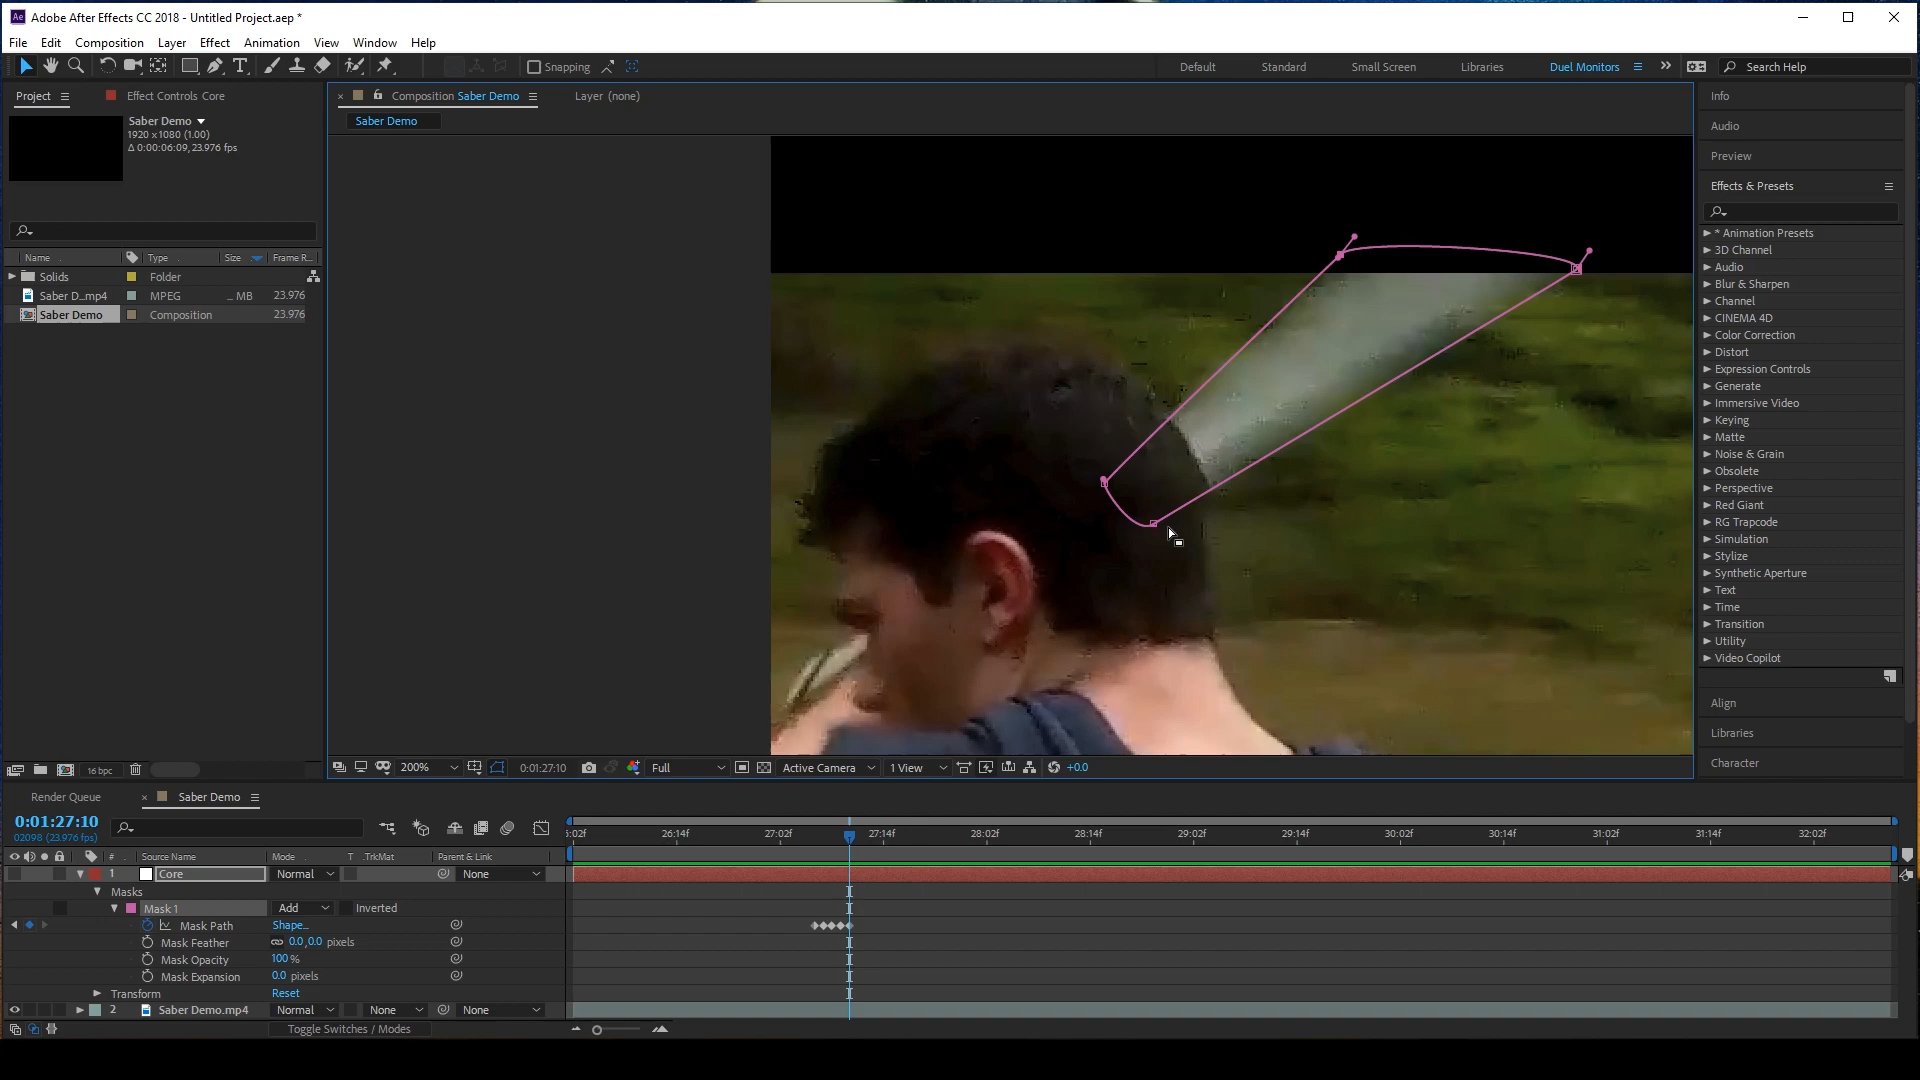 Adobe After Effects CC 2018 - Untitled Project.aep *
File Edit Composition Layer Effect Animation View Window Help
Snapping Default Standard Small Screen Libraries Duel Monitors Search Help
Project Effect Controls Core
Composition Saber Demo Layer (none)
Saber Demo
Saber Demo
1920 x1080 (1.00)
Δ 0:00:06:09, 23.976 fps
Name Type Size Frame R...
Solids Folder
Saber D...mp4 MPEG ... MB 23.976
Saber Demo Composition 23.976
16 bpc
200% 0:01:27:10 Full Active Camera 1 View +0.0
Info
Audio
Preview
Effects & Presets
* Animation Presets
3D Channel
Audio
Blur & Sharpen
Channel
CINEMA 4D
Color Correction
Distort
Expression Controls
Generate
Immersive Video
Keying
Matte
Noise & Grain
Obsolete
Perspective
Red Giant
RG Trapcode
Simulation
Stylize
Synthetic Aperture
Text
Time
Transition
Utility
Video Copilot
Align
Libraries
Character
Render Queue Saber Demo
0:01:27:10
02098 (23.976 fps)
5:02f 26:14f 27:02f 27:14f 28:02f 28:14f 29:02f 29:14f 30:02f 30:14f 31:02f 31:14f 32:02f
# Source Name Mode T .TrkMat Parent & Link
1 Core Normal None
Masks
Mask 1 Add Inverted
Mask Path Shape...
Mask Feather 0.0,0.0 pixels
Mask Opacity 100 %
Mask Expansion 0.0 pixels
Transform Reset
2 Saber Demo.mp4 Normal None None
Toggle Switches / Modes